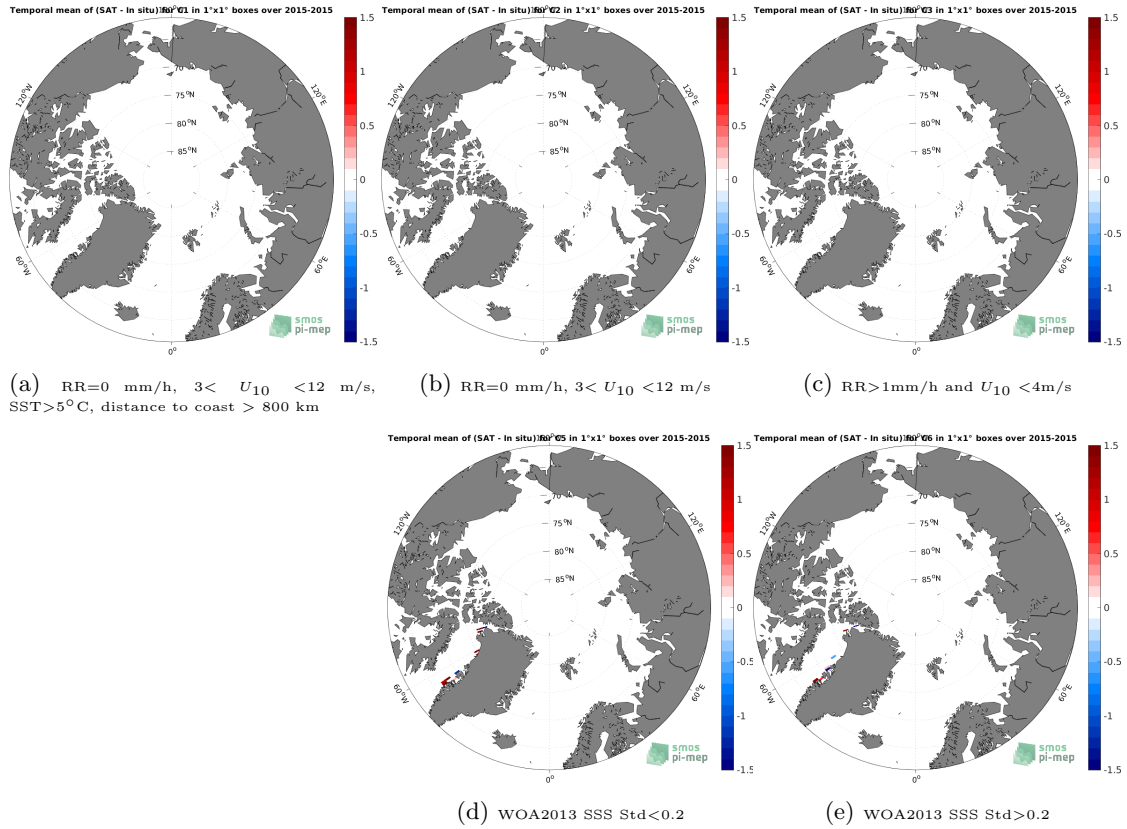 Temporal mean of (SAT - In situ) for C1 in 1°x1° boxes over 2015-2015
Temporal mean of (SAT - In situ) for C2 in 1°x1° boxes over 2015-2015
Temporal mean of (SAT - In situ) for C3 in 1°x1° boxes over 2015-2015
120°W
70°N
75°N
80°N
85°N
120°E
60°W
60°E
0°
1.5
1
0.5
0
-0.5
-1
-1.5
smos
pi-mep
120°W
70°N
75°N
80°N
85°N
120°E
60°W
60°E
0°
1.5
1
0.5
0
-0.5
-1
-1.5
smos
pi-mep
120°W
70°N
75°N
80°N
85°N
120°E
60°W
60°E
0°
1.5
1
0.5
0
-0.5
-1
-1.5
smos
pi-mep
(a) RR=0 mm/h, 3< U10 <12 m/s,
SST>5°C, distance to coast > 800 km
(b) RR=0 mm/h, 3< U10 <12 m/s
(c) RR>1mm/h and U10 <4m/s
Temporal mean of (SAT - In situ) for C5 in 1°x1° boxes over 2015-2015
Temporal mean of (SAT - In situ) for C6 in 1°x1° boxes over 2015-2015
120°W
75°N
80°N
85°N
120°E
60°W
60°E
0°
1.5
1
0.5
0
-0.5
-1
-1.5
smos
pi-mep
120°W
75°N
80°N
85°N
120°E
60°W
60°E
0°
1.5
1
0.5
0
-0.5
-1
-1.5
smos
pi-mep
(d) WOA2013 SSS Std<0.2
(e) WOA2013 SSS Std>0.2